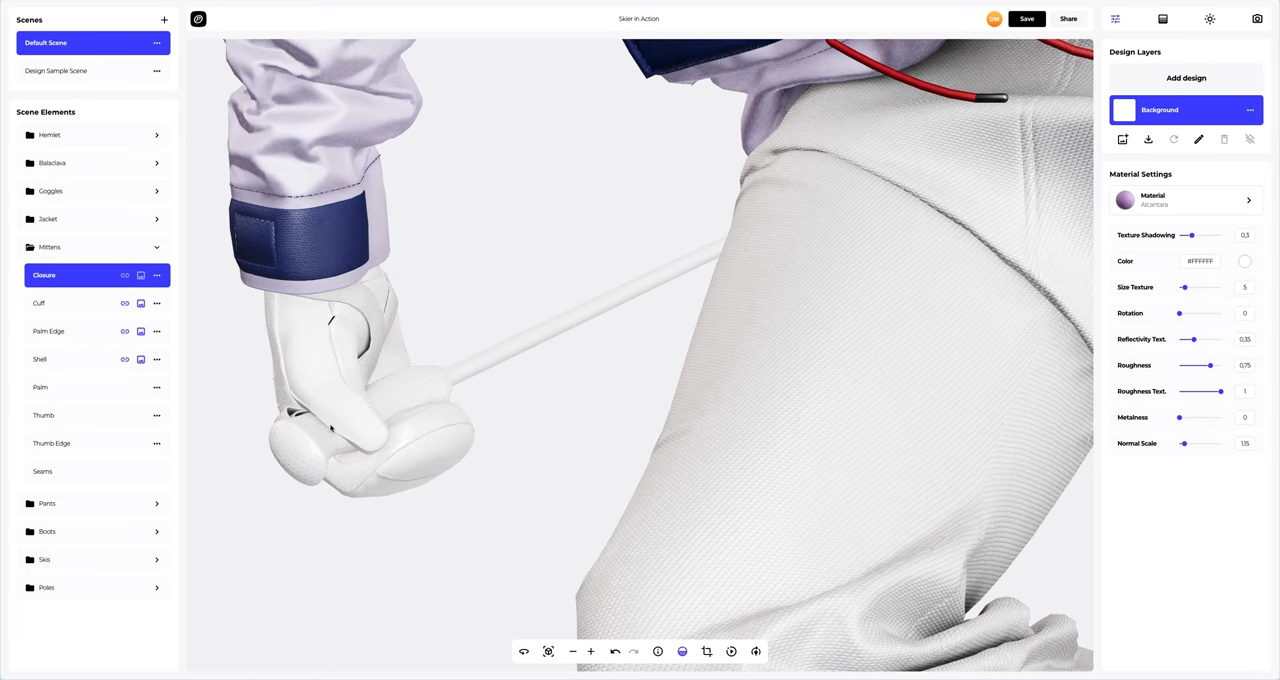 Scenes
Default Scene
Design Sample Scene
Scene Elements
Hemlet
Balaclava
Goggles
Jacket
Mittens
Closure
Cuff
Palm Edge
Shell
Palm
Thumb
Thumb Edge
Seams
Pants
Boots
Skis
Poles
Skier in Action
DM
Save
Share
Design Layers
Add design
Background
Material Settings
Material
Alcantara
Texture Shadowing 0,3
Color #FFFFFF
Size Texture 5
Rotation 0
Reflectivity Text. 0,35
Roughness 0,75
Roughness Text. 1
Metalness 0
Normal Scale 1,15